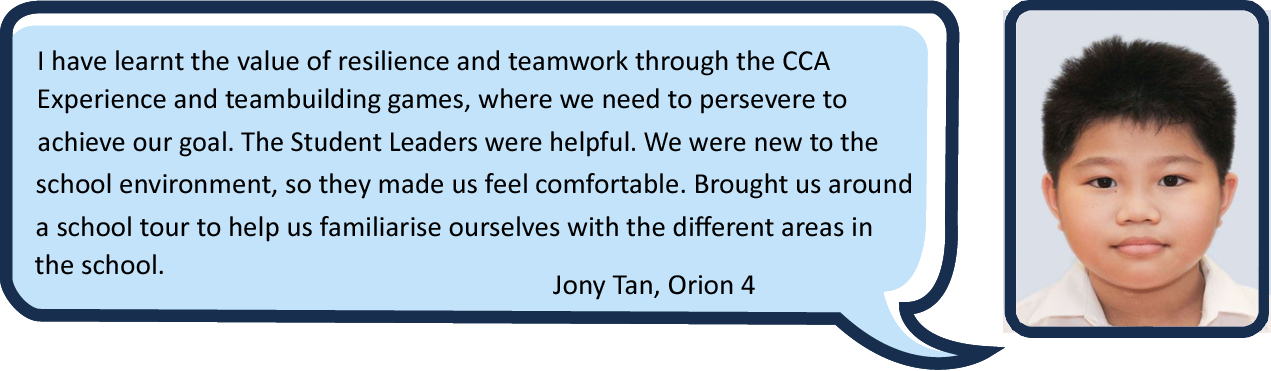 I have learnt the value of resilience and teamwork through the CCA
Experience and teambuilding games, where we need to persevere to
achieve our goal. The Student Leaders were helpful. We were new to the
school environment, so they made us feel comfortable. Brought us around
a school tour to help us familiarise ourselves with the different areas in
the school.
Jony Tan, Orion 4